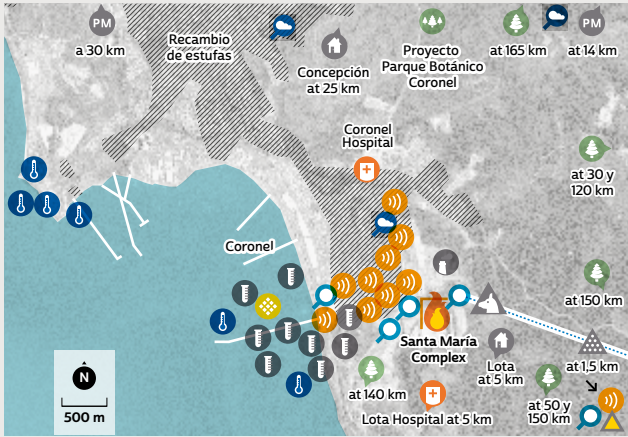 PM
a 30 km
Recambio
de estufas
Concepción
at 25 km
Proyecto
Parque Botánico
Coronel
at 165 km
PM
at 14 km
Coronel
Hospital
at 30 y
120 km
Coronel
at 150 km
Santa María
Complex
Lota
at 5 km
at 1,5 km
at 140 km
Lota Hospital at 5 km
at 50 y
150 km
N
500 m